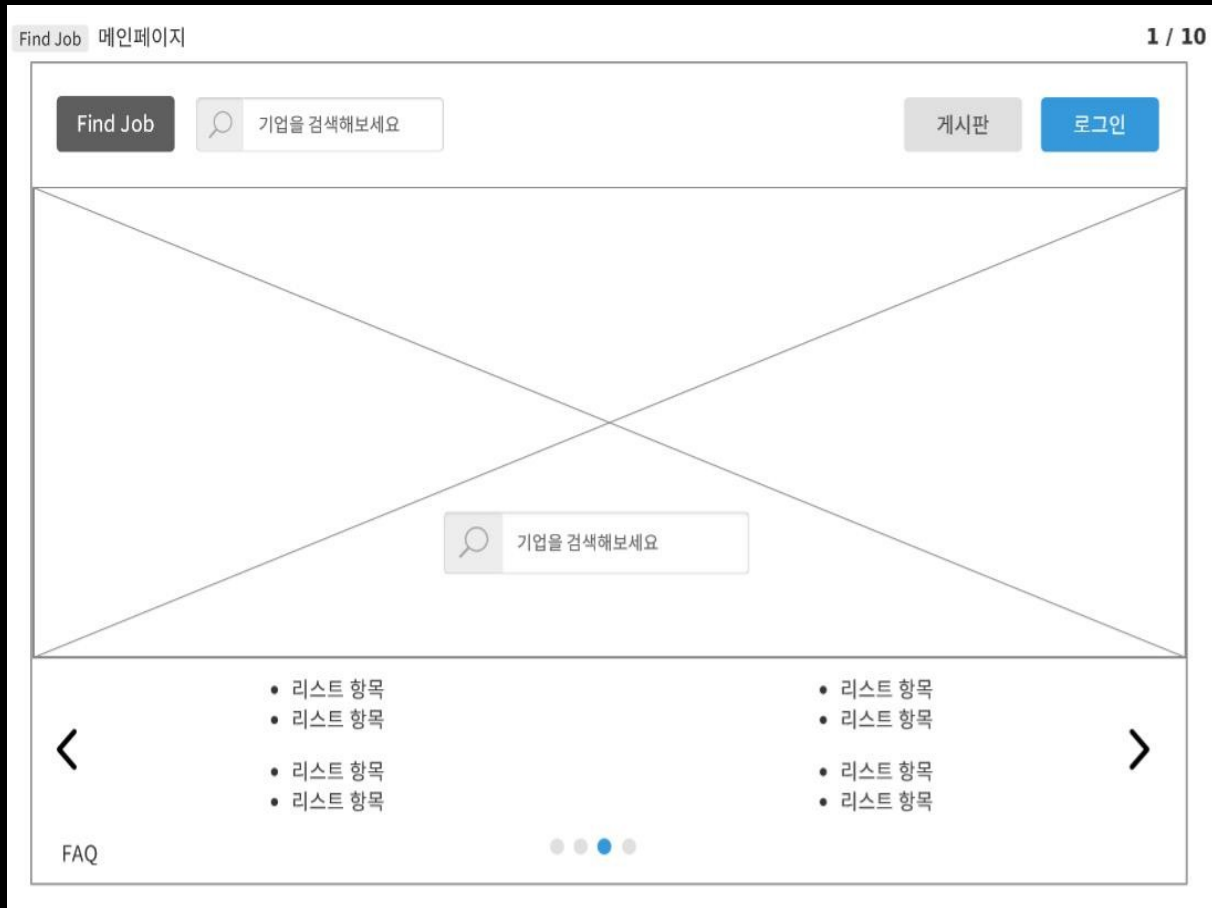 Find Job 메인페이지
1 / 10
Find Job
기업을 검색해보세요
게시판
로그인
기업을 검색해보세요
• 리스트 항목
• 리스트 항목
• 리스트 항목
• 리스트 항목
• 리스트 항목
• 리스트 항목
• 리스트 항목
• 리스트 항목
FAQ